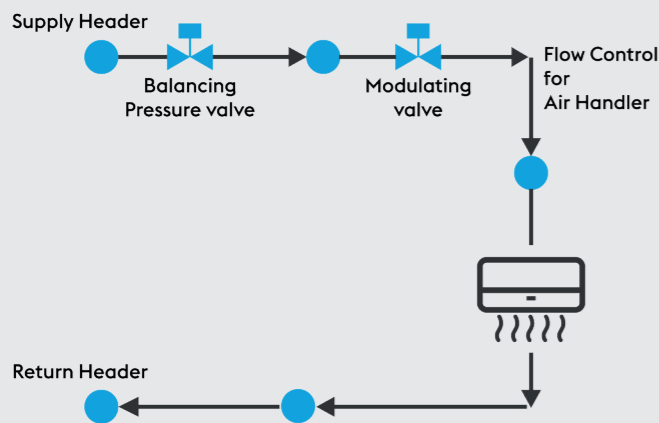 Supply Header
Balancing
Pressure valve
Modulating
valve
Flow Control
for
Air Handler
Return Header